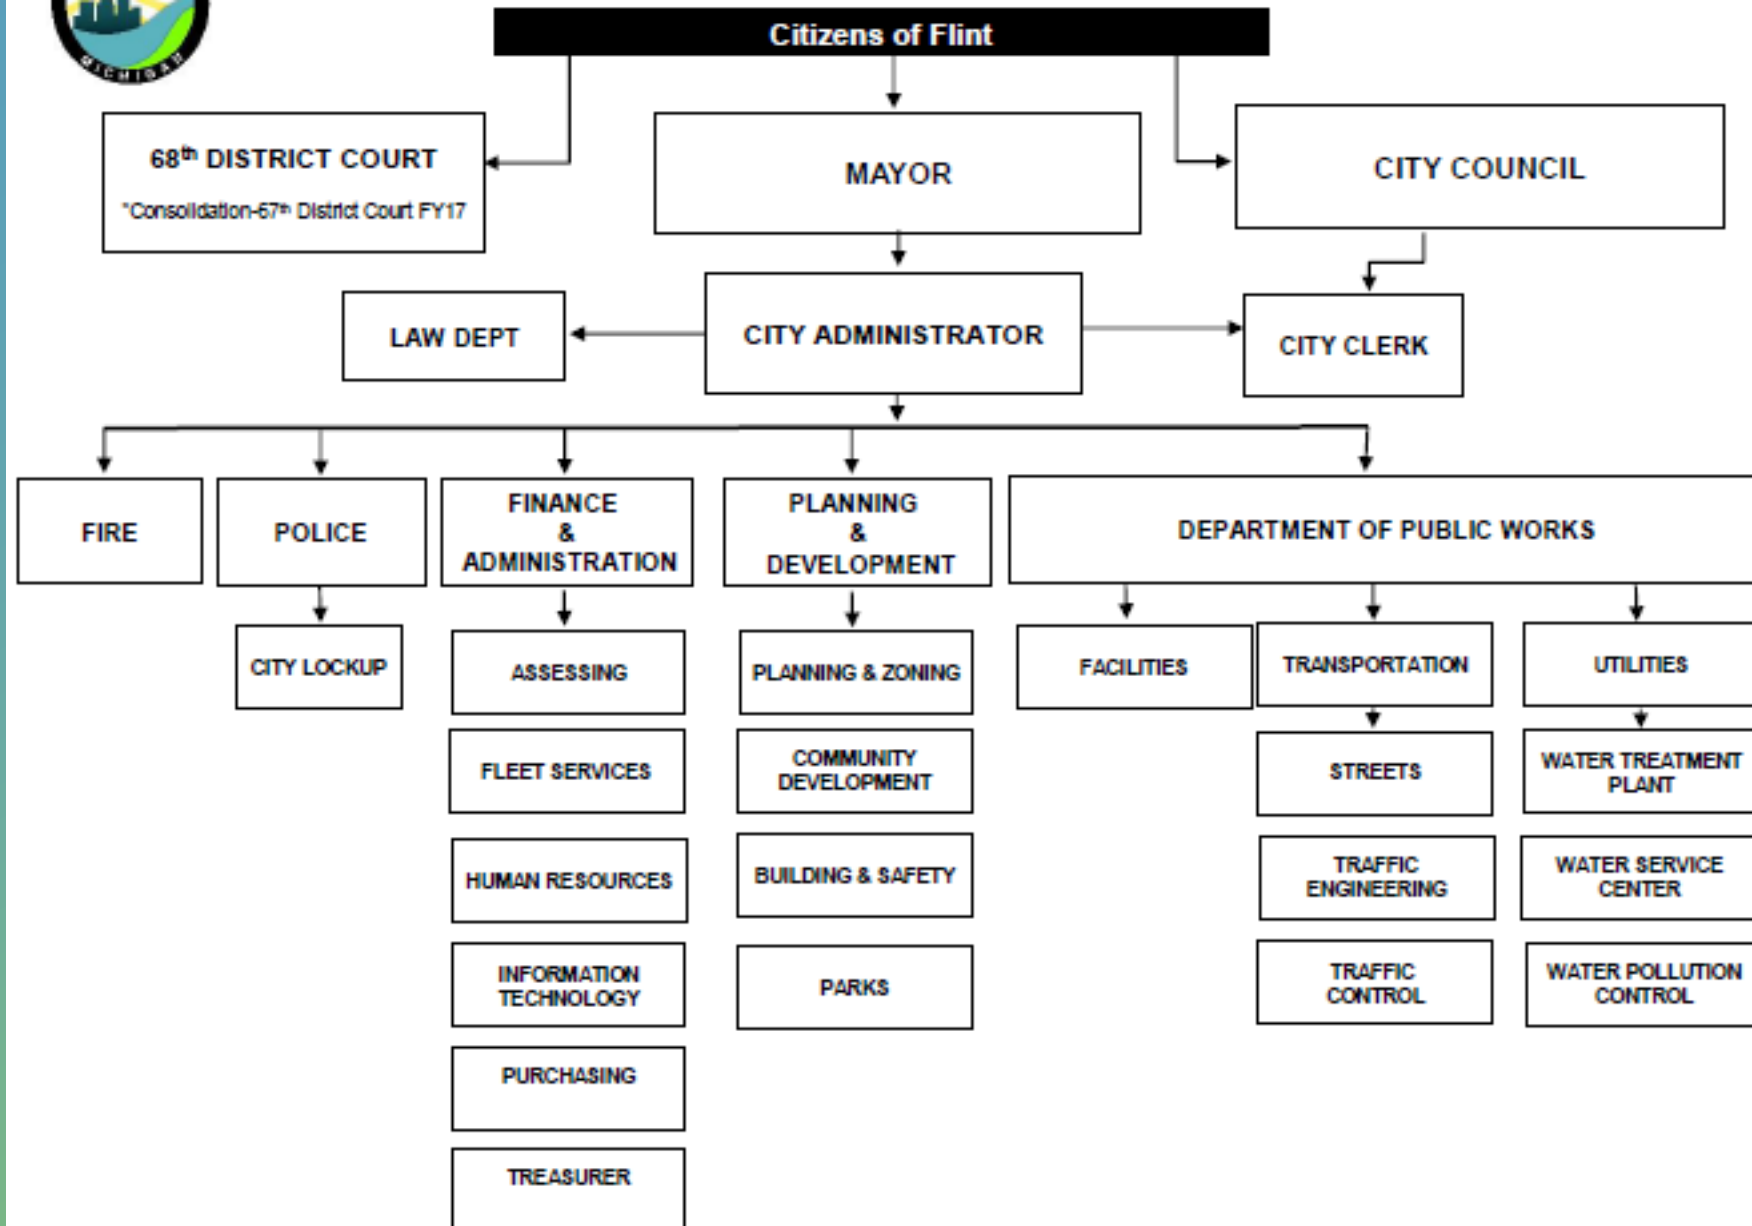 MICHIGAN
Citizens of Flint
68th DISTRICT COURT
*Consolidation-67th District Court FY17
MAYOR
CITY COUNCIL
LAW DEPT
CITY ADMINISTRATOR
CITY CLERK
FIRE
POLICE
FINANCE
&
ADMINISTRATION
PLANNING
&
DEVELOPMENT
DEPARTMENT OF PUBLIC WORKS
CITY LOCKUP
ASSESSING
FLEET SERVICES
HUMAN RESOURCES
INFORMATION
TECHNOLOGY
PURCHASING
TREASURER
PLANNING & ZONING
COMMUNITY
DEVELOPMENT
BUILDING & SAFETY
PARKS
FACILITIES
TRANSPORTATION
STREETS
TRAFFIC
ENGINEERING
TRAFFIC
CONTROL
UTILITIES
WATER TREATMENT
PLANT
WATER SERVICE
CENTER
WATER POLLUTION
CONTROL